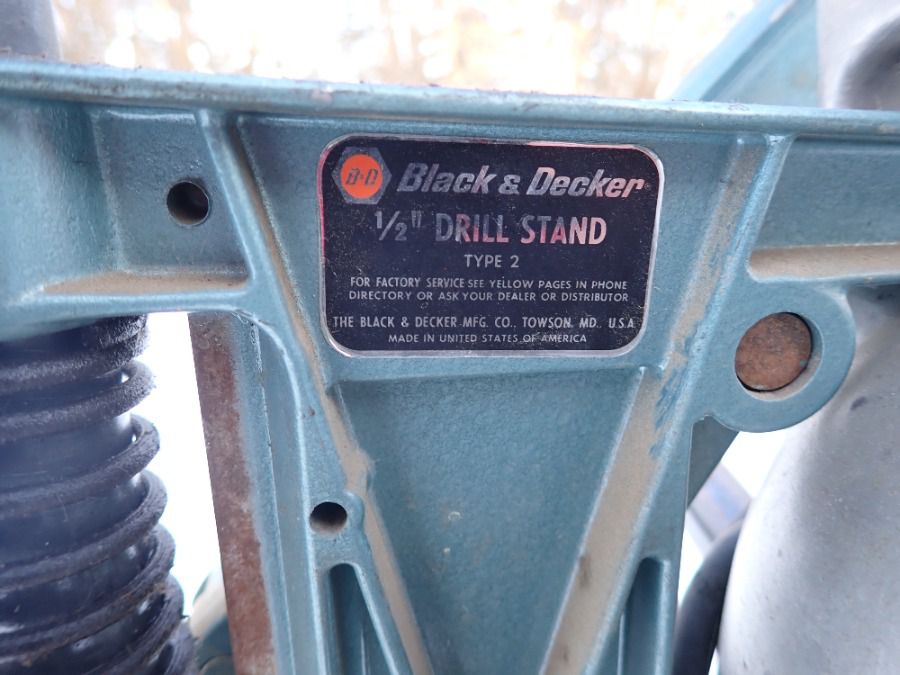 B&D Black & Decker®
1/2" DRILL STAND
TYPE 2
FOR FACTORY SERVICE SEE YELLOW PAGES IN PHONE
DIRECTORY OR ASK YOUR DEALER OR DISTRIBUTOR
THE BLACK & DECKER MFG. CO., TOWSON, MD., U.S.A.
MADE IN UNITED STATES OF AMERICA